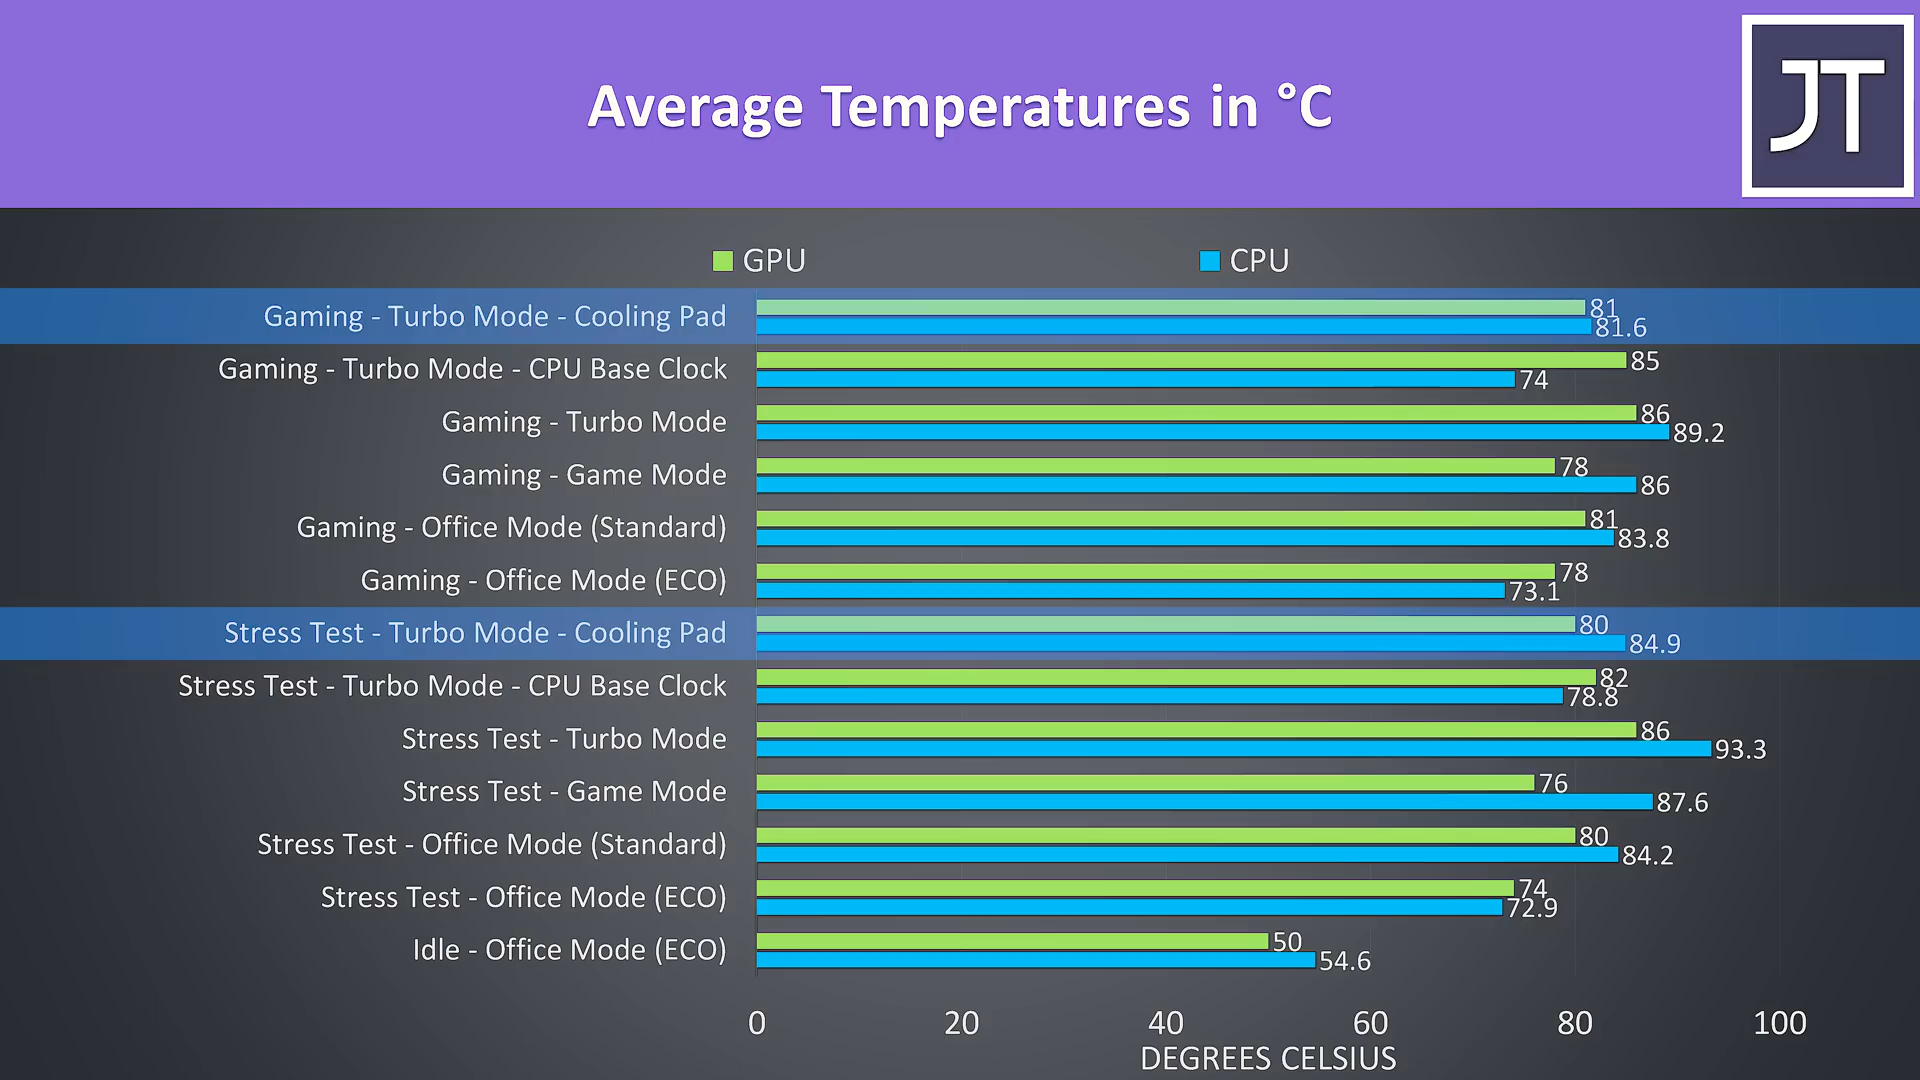 Average Temperatures in °C
JT
GPU CPU
Gaming - Turbo Mode - Cooling Pad 81 81.6
Gaming - Turbo Mode - CPU Base Clock 85 74
Gaming - Turbo Mode 86 89.2
Gaming - Game Mode 78 86
Gaming - Office Mode (Standard) 81 83.8
Gaming - Office Mode (ECO) 78 73.1
Stress Test - Turbo Mode - Cooling Pad 80 84.9
Stress Test - Turbo Mode - CPU Base Clock 82 78.8
Stress Test - Turbo Mode 86 93.3
Stress Test - Game Mode 76 87.6
Stress Test - Office Mode (Standard) 80 84.2
Stress Test - Office Mode (ECO) 74 72.9
Idle - Office Mode (ECO) 50 54.6
0 20 40 60 80 100
DEGREES CELSIUS